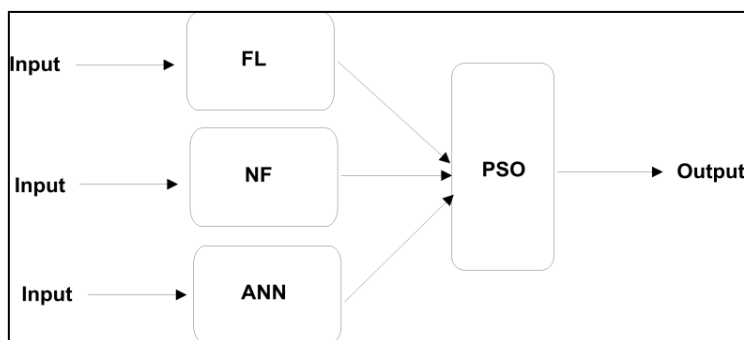 Input
FL
Input
NF
PSO
Output
Input
ANN